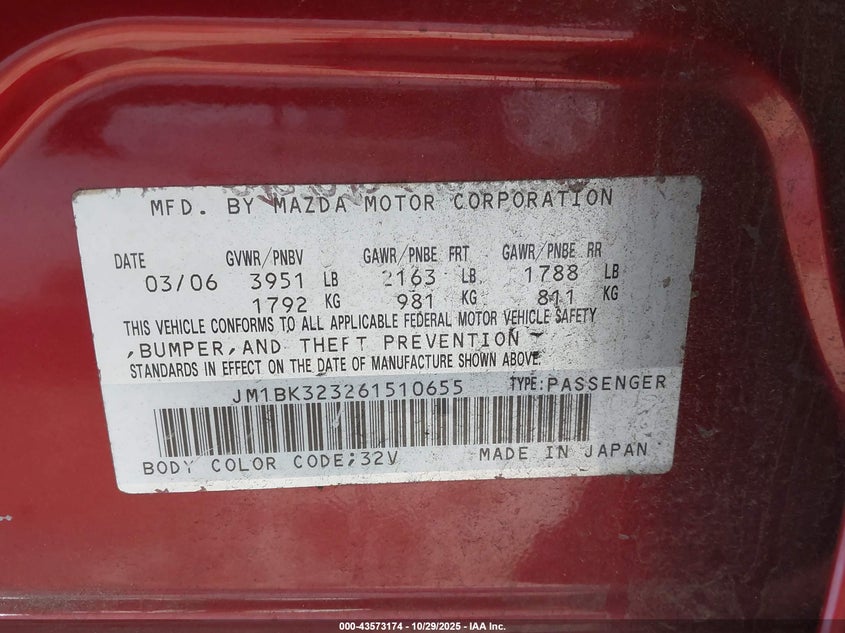 MFD. BY MAZDA MOTOR CORPORATION
DATE GVWR/PNBV GAWR/PNBE FRT GAWR/PNBE RR
03/06 3951 LB 2163 LB 1788 LB
1792 KG 981 KG 811 KG
THIS VEHICLE CONFORMS TO ALL APPLICABLE FEDERAL MOTOR VEHICLE SAFETY
,BUMPER,AND THEFT PREVENTION
STANDARDS IN EFFECT ON THE DATE OF MANUFACTURE SHOWN ABOVE.
JM1BK323261510655 TYPE:PASSENGER
BODY COLOR CODE;32V MADE IN JAPAN
000-43573174 - 10/29/2025 - IAA Inc.